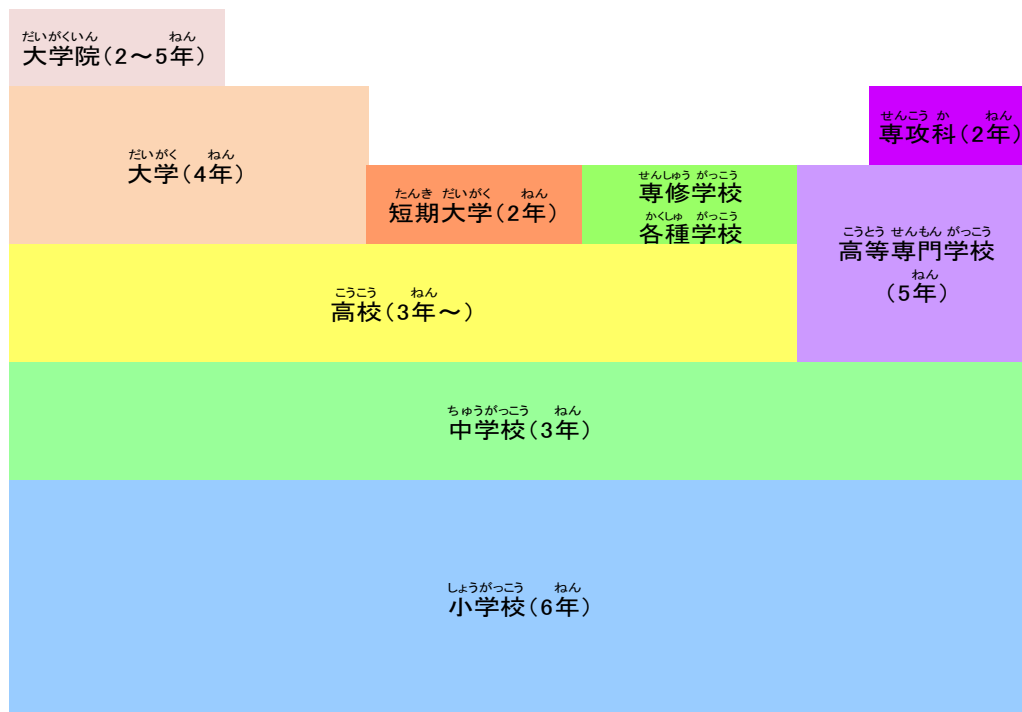 だいがくいん ねん
大学院(2～5年)
せんこう か ねん
専攻科(2年)
だいがく ねん
大学(4年)
たんき だいがく ねん
短期大学(2年)
せんしゅう がっこう
専修学校
かくしゅ がっこう
各種学校
こうとう せんもん がっこう
高等専門学校
ねん
(5年)
こうこう ねん
高校(3年～)
ちゅうがっこう ねん
中学校(3年)
しょうがっこう ねん
小学校(6年)